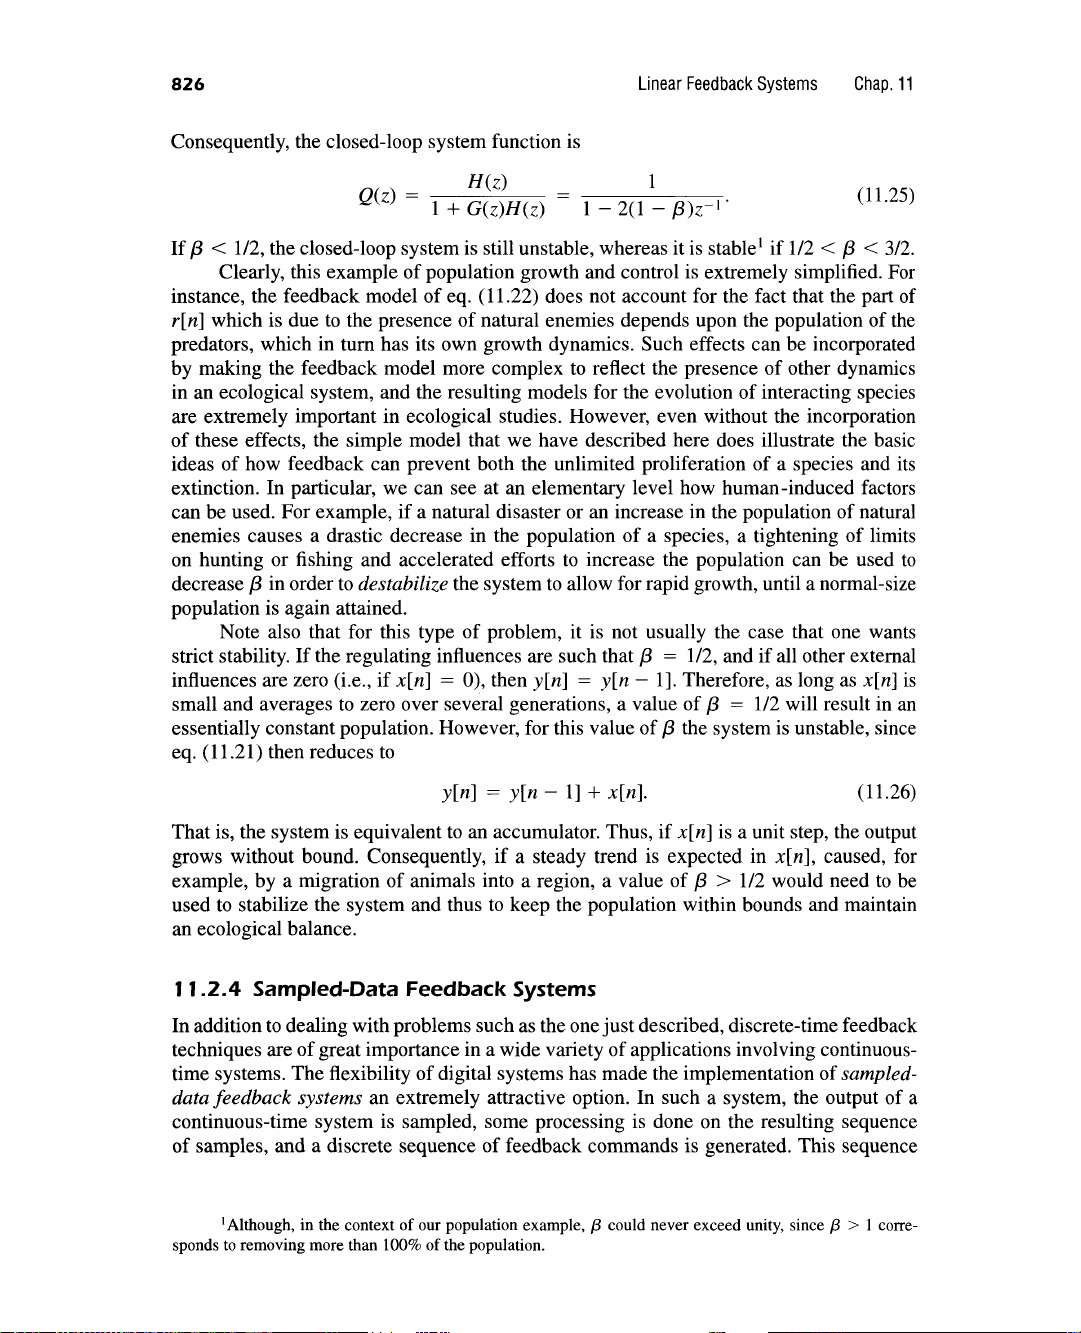 826 Linear Feedback Systems Chap. 11
Consequently, the closed-loop system function is
Q(z) = H(z) / (1 + G(z)H(z)) = 1 / (1 − 2(1 − β)z⁻¹). (11.25)
If β < 1/2, the closed-loop system is still unstable, whereas it is stable¹ if 1/2 < β < 3/2.
Clearly, this example of population growth and control is extremely simplified. For
instance, the feedback model of eq. (11.22) does not account for the fact that the part of
r[n] which is due to the presence of natural enemies depends upon the population of the
predators, which in turn has its own growth dynamics. Such effects can be incorporated
by making the feedback model more complex to reflect the presence of other dynamics
in an ecological system, and the resulting models for the evolution of interacting species
are extremely important in ecological studies. However, even without the incorporation
of these effects, the simple model that we have described here does illustrate the basic
ideas of how feedback can prevent both the unlimited proliferation of a species and its
extinction. In particular, we can see at an elementary level how human-induced factors
can be used. For example, if a natural disaster or an increase in the population of natural
enemies causes a drastic decrease in the population of a species, a tightening of limits
on hunting or fishing and accelerated efforts to increase the population can be used to
decrease β in order to destabilize the system to allow for rapid growth, until a normal-size
population is again attained.
Note also that for this type of problem, it is not usually the case that one wants
strict stability. If the regulating influences are such that β = 1/2, and if all other external
influences are zero (i.e., if x[n] = 0), then y[n] = y[n − 1]. Therefore, as long as x[n] is
small and averages to zero over several generations, a value of β = 1/2 will result in an
essentially constant population. However, for this value of β the system is unstable, since
eq. (11.21) then reduces to
y[n] = y[n − 1] + x[n]. (11.26)
That is, the system is equivalent to an accumulator. Thus, if x[n] is a unit step, the output
grows without bound. Consequently, if a steady trend is expected in x[n], caused, for
example, by a migration of animals into a region, a value of β > 1/2 would need to be
used to stabilize the system and thus to keep the population within bounds and maintain
an ecological balance.
11.2.4 Sampled-Data Feedback Systems
In addition to dealing with problems such as the one just described, discrete-time feedback
techniques are of great importance in a wide variety of applications involving continuous-
time systems. The flexibility of digital systems has made the implementation of sampled-
data feedback systems an extremely attractive option. In such a system, the output of a
continuous-time system is sampled, some processing is done on the resulting sequence
of samples, and a discrete sequence of feedback commands is generated. This sequence
¹Although, in the context of our population example, β could never exceed unity, since β > 1 corre-
sponds to removing more than 100% of the population.